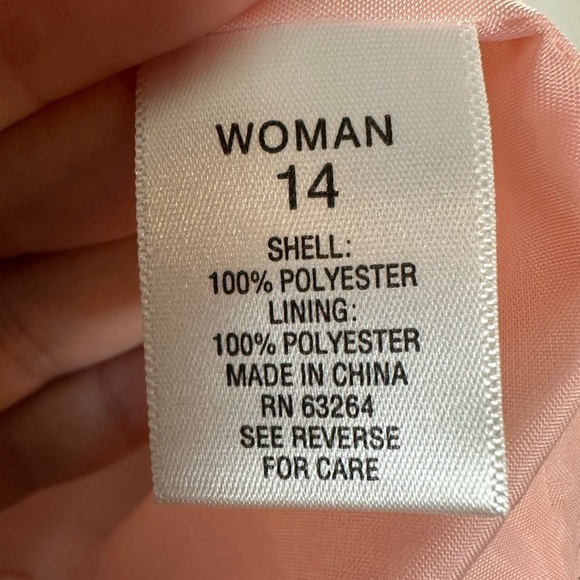 WOMAN
14
SHELL:
100% POLYESTER
LINING:
100% POLYESTER
MADE IN CHINA
RN 63264
SEE REVERSE
FOR CARE